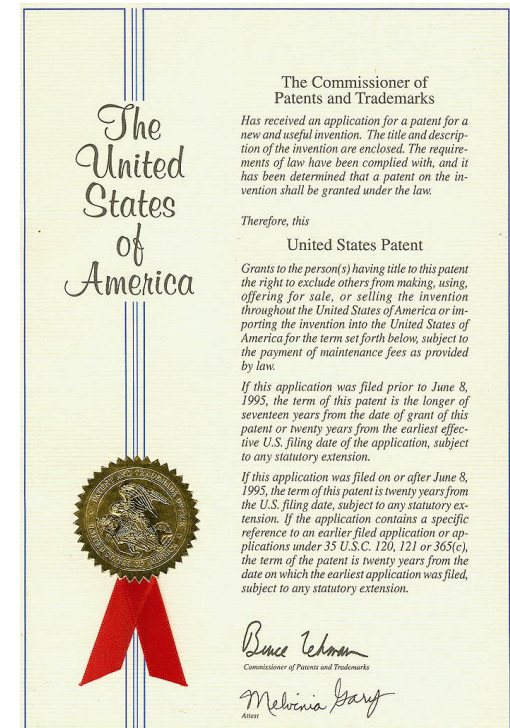 The
United
States
of
America
The Commissioner of
Patents and Trademarks
Has received an application for a patent for a
new and useful invention. The title and descrip-
tion of the invention are enclosed. The require-
ments of law have been complied with, and it
has been determined that a patent on the in-
vention shall be granted under the law.
Therefore, this
United States Patent
Grants to the person(s) having title to this patent
the right to exclude others from making, using,
offering for sale, or selling the invention
throughout the United States of America or im-
porting the invention into the United States of
America for the term set forth below, subject to
the payment of maintenance fees as provided
by law.
If this application was filed prior to June 8,
1995, the term of this patent is the longer of
seventeen years from the date of grant of this
patent or twenty years from the earliest effec-
tive U.S. filing date of the application, subject
to any statutory extension.
If this application was filed on or after June 8,
1995, the term of this patent is twenty years from
the U.S. filing date, subject to any statutory ex-
tension. If the application contains a specific
reference to an earlier filed application or ap-
plications under 35 U.S.C. 120, 121 or 365(c),
the term of the patent is twenty years from the
date on which the earliest application was filed,
subject to any statutory extension.
Bruce Lehman
Commissioner of Patents and Trademarks
Melvinia Gary
Attest